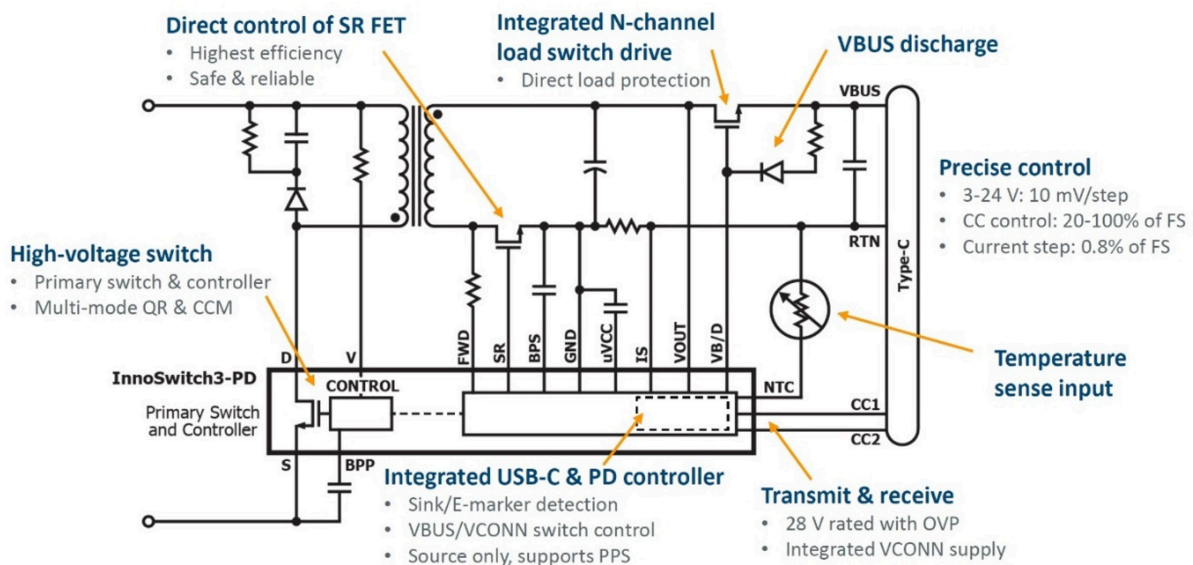 Direct control of SR FET
• Highest efficiency
• Safe & reliable
Integrated N-channel
load switch drive
• Direct load protection
VBUS discharge
VBUS
Precise control
• 3-24 V: 10 mV/step
• CC control: 20-100% of FS
• Current step: 0.8% of FS
RTN
Type-C
High-voltage switch
• Primary switch & controller
• Multi-mode QR & CCM
FWD
SR
BPS
GND
uVCC
IS
VOUT
VB/D
Temperature
sense input
D
V
InnoSwitch3-PD
CONTROL
NTC
Primary Switch
and Controller
CC1
CC2
S
BPP
Integrated USB-C & PD controller
• Sink/E-marker detection
• VBUS/VCONN switch control
• Source only, supports PPS
Transmit & receive
• 28 V rated with OVP
• Integrated VCONN supply